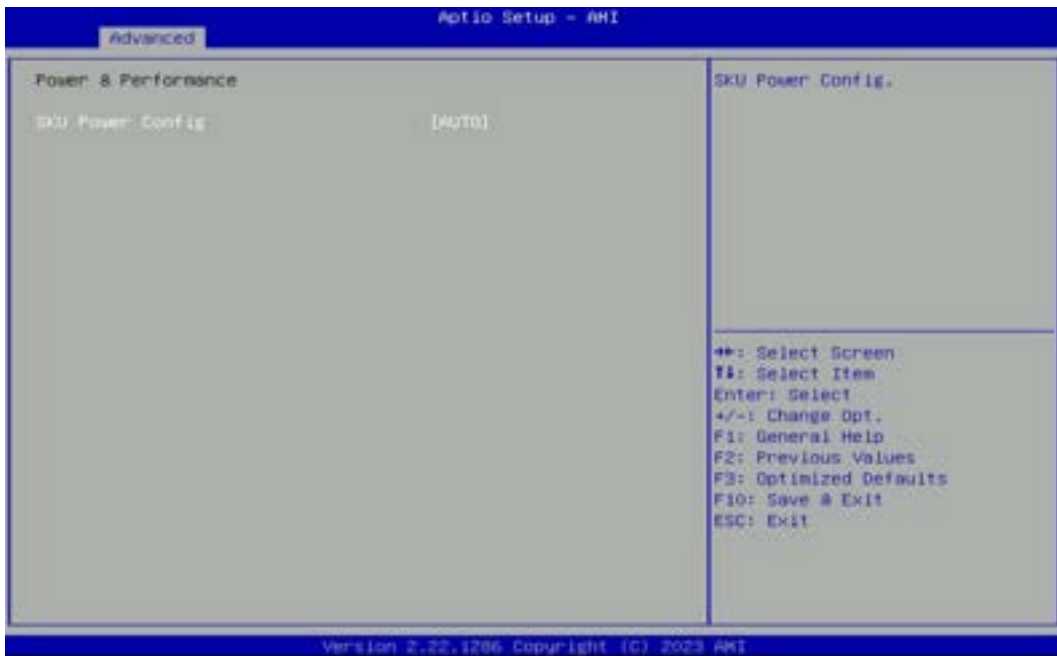 Aptio Setup - AMI
Advanced
Power & Performance
SKU Power Config [AUTO]
SKU Power Config.
→←: Select Screen
↑↓: Select Item
Enter: Select
+/-: Change Opt.
F1: General Help
F2: Previous Values
F3: Optimized Defaults
F10: Save & Exit
ESC: Exit
Version 2.22.1286 Copyright (C) 2023 AMI